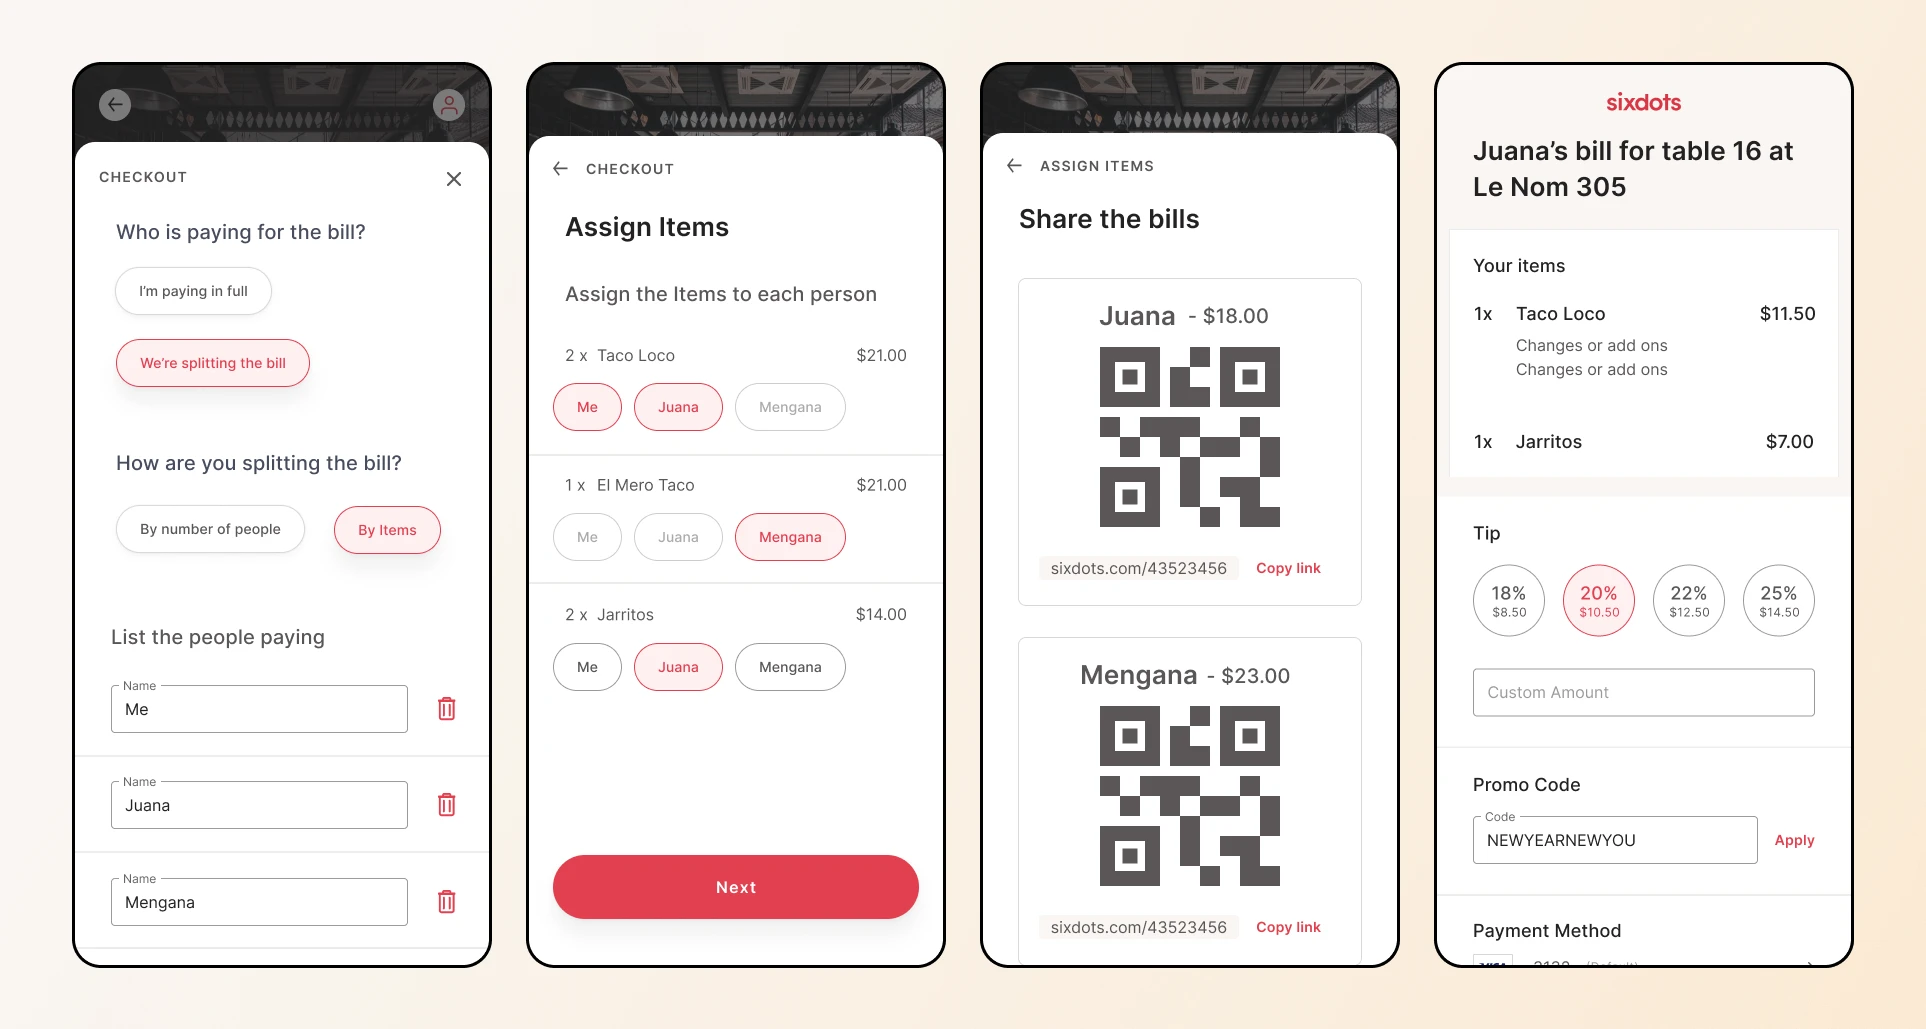 CHECKOUT
Who is paying for the bill?
I'm paying in full
We're splitting the bill
How are you splitting the bill?
By number of people
By Items
List the people paying
Name
Me
Name
Juana
Name
Mengana
CHECKOUT
Assign Items
Assign the Items to each person
2 x Taco Loco $21.00
Me Juana Mengana
1 x El Mero Taco $21.00
Me Juana Mengana
2 x Jarritos $14.00
Me Juana Mengana
Next
ASSIGN ITEMS
Share the bills
Juana - $18.00
sixdots.com/43523456 Copy link
Mengana - $23.00
sixdots.com/43523456 Copy link
sixdots
Juana’s bill for table 16 at
Le Nom 305
Your items
1x Taco Loco $11.50
Changes or add ons
Changes or add ons
1x Jarritos $7.00
Tip
18% 20% 22% 25%
$8.50 $10.50 $12.50 $14.50
Custom Amount
Promo Code
Code
NEWYEARNEWYOU Apply
Payment Method